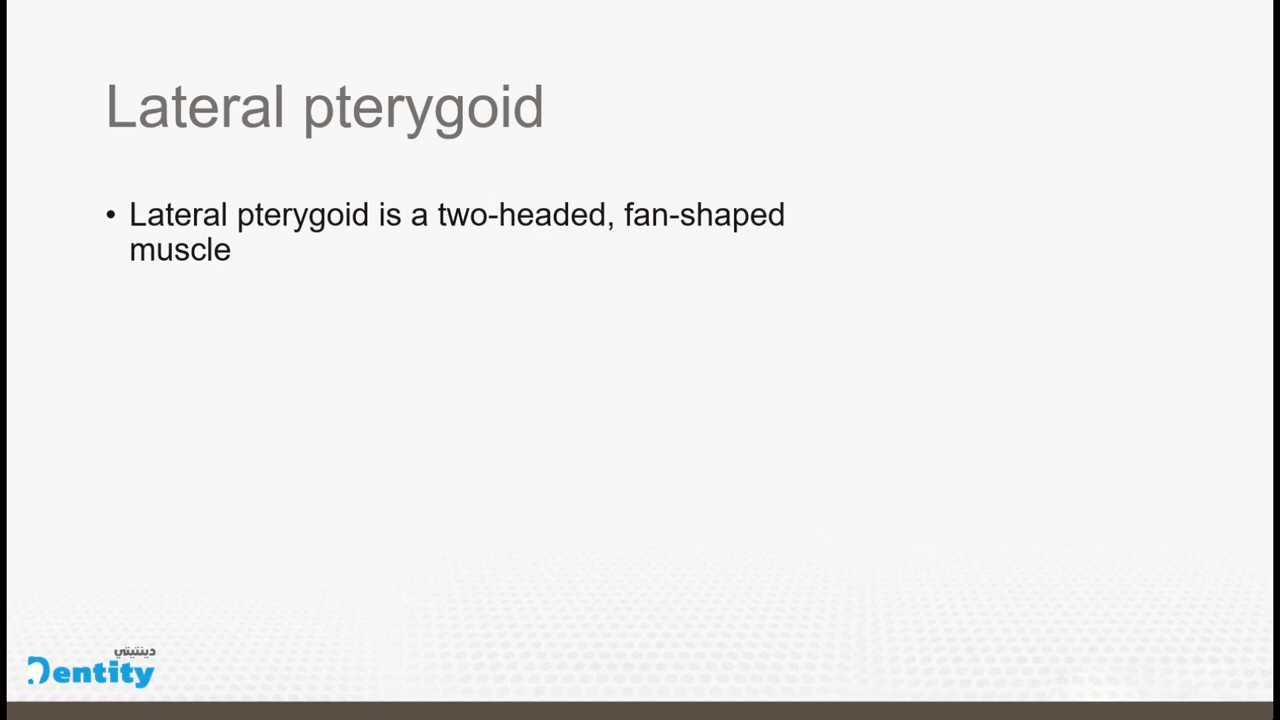 Lateral pterygoid
• Lateral pterygoid is a two-headed, fan-shaped
muscle
دينتيتي
Dentity